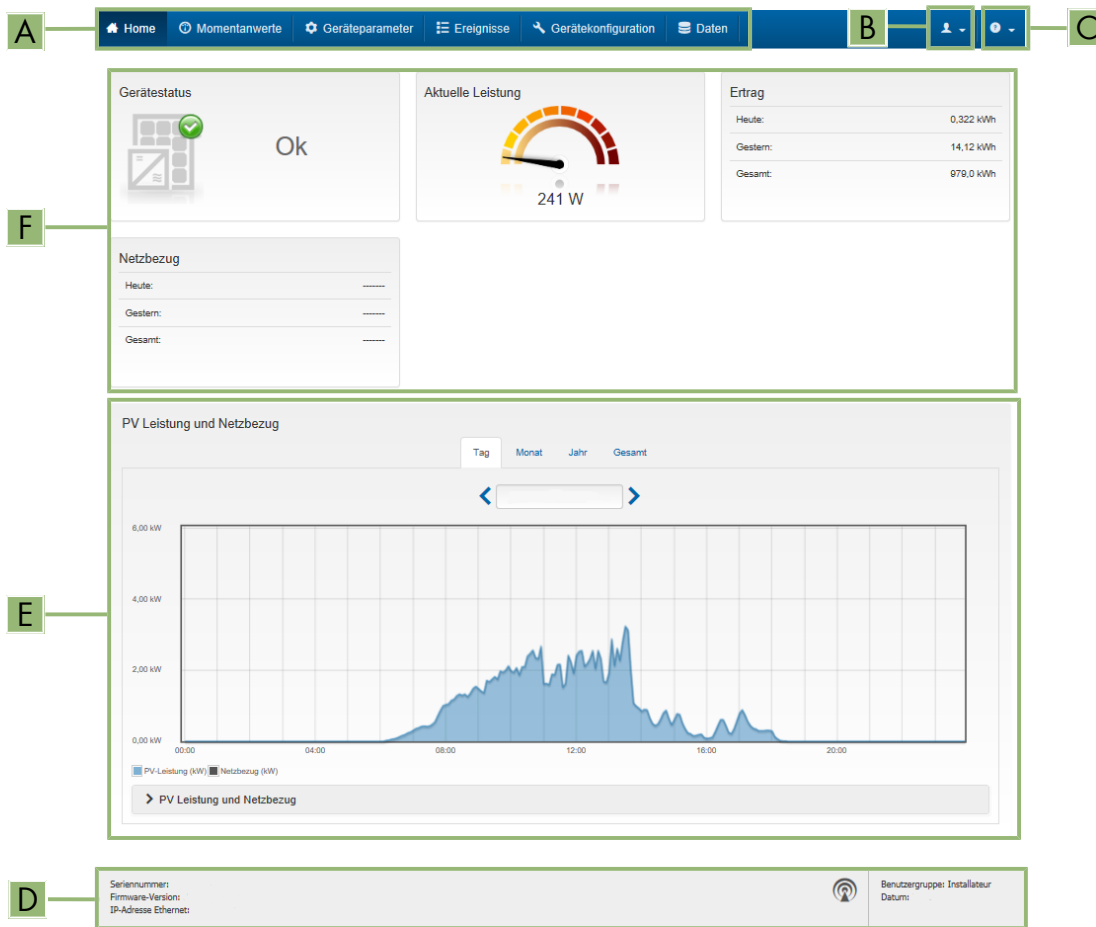 A
Home Momentanwerte Geräteparameter Ereignisse Gerätekonfiguration Daten
B
C
Gerätestatus
Ok
Aktuelle Leistung
241 W
Ertrag
Heute: 0,322 kWh
Gestern: 14,12 kWh
Gesamt: 979,0 kWh
F
Netzbezug
Heute: -------
Gestern: -------
Gesamt: -------
E
PV Leistung und Netzbezug
Tag Monat Jahr Gesamt
6,00 kW
4,00 kW
2,00 kW
0,00 kW
00:00 04:00 08:00 12:00 16:00 20:00
PV-Leistung (kW) Netzbezug (kW)
PV Leistung und Netzbezug
D
Seriennummer:
Firmware-Version:
IP-Adresse Ethernet:
Benutzergruppe: Installateur
Datum: